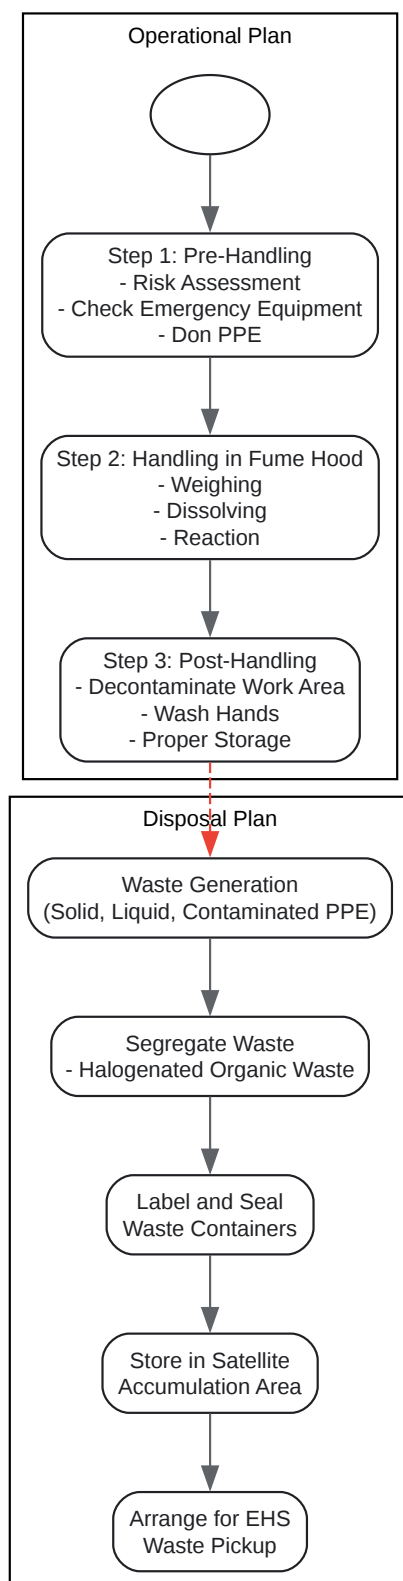 Operational Plan
Step 1: Pre-Handling
- Risk Assessment
- Check Emergency Equipment
- Don PPE
Step 2: Handling in Fume Hood
- Weighing
- Dissolving
- Reaction
Step 3: Post-Handling
- Decontaminate Work Area
- Wash Hands
- Proper Storage
Disposal Plan
Waste Generation
(Solid, Liquid, Contaminated PPE)
Segregate Waste
- Halogenated Organic Waste
Label and Seal
Waste Containers
Store in Satellite
Accumulation Area
Arrange for EHS
Waste Pickup